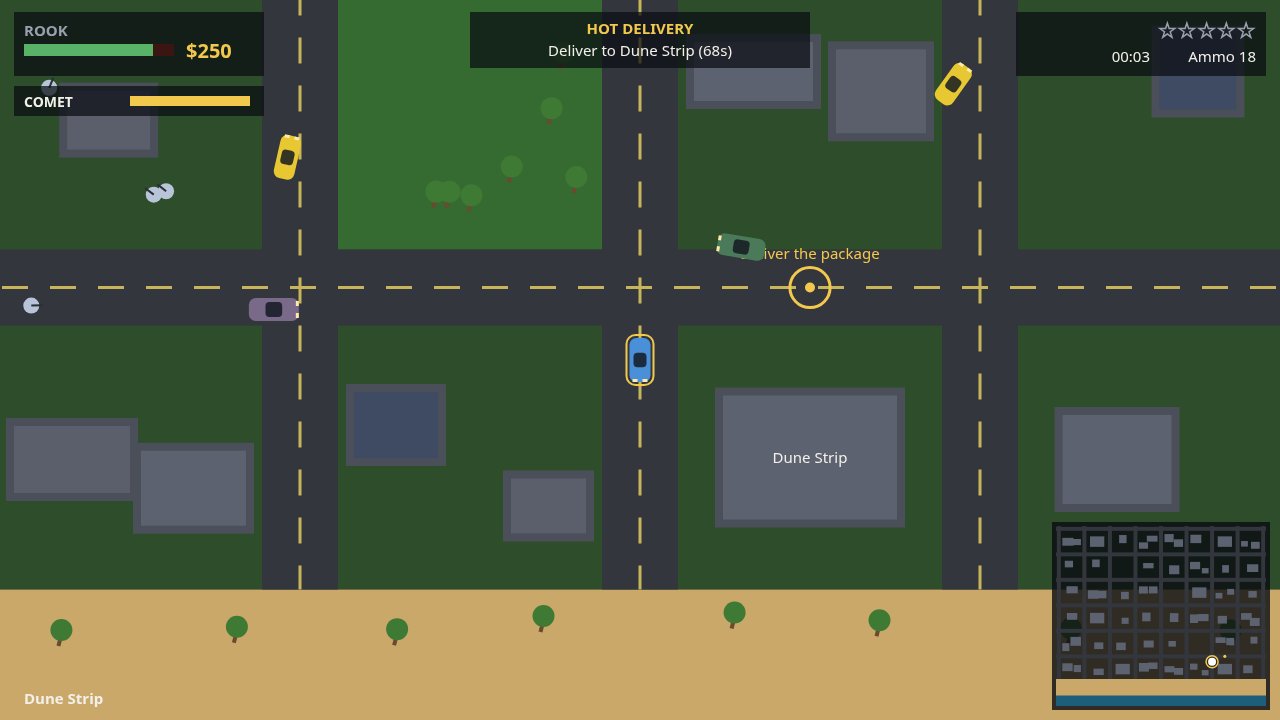 ROOK
$250
COMET
HOT DELIVERY
Deliver to Dune Strip (68s)
00:03 Ammo 18
the package
Dune Strip
Dune Strip